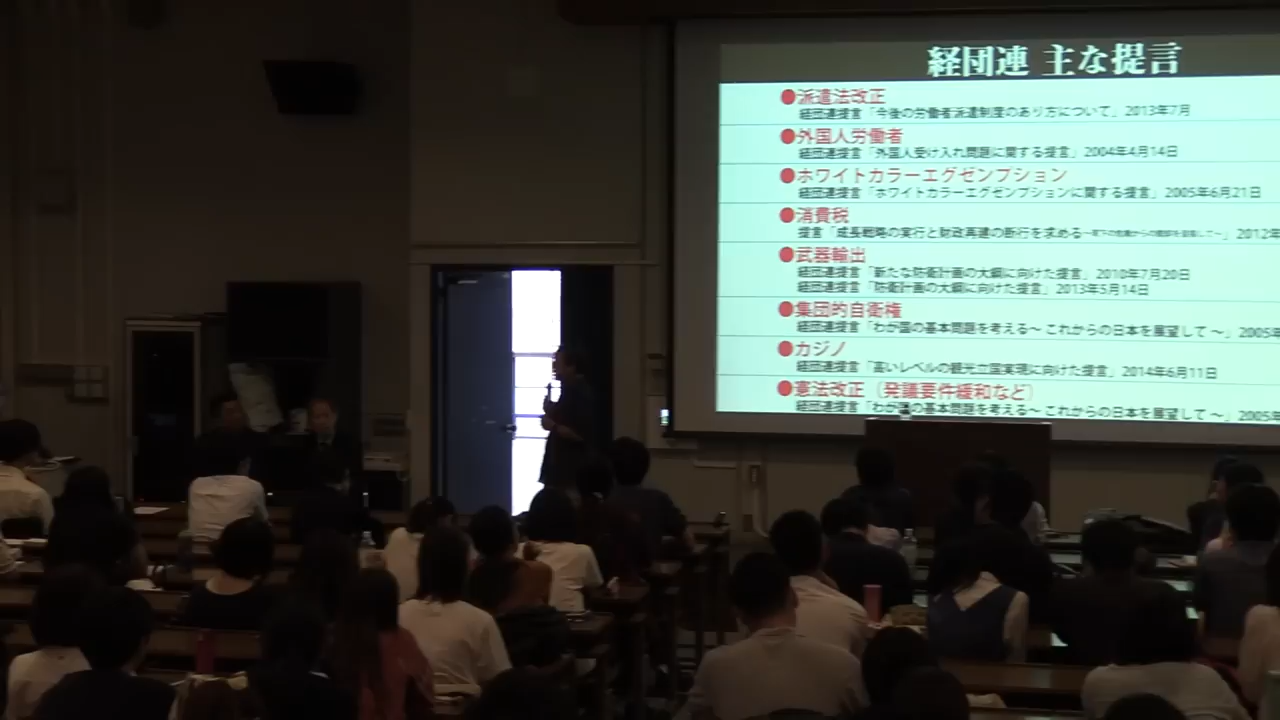 経団連 主な提言
●派遣法改正
経団連提言「今後の労働者派遣制度のあり方について」2013年7月
●外国人労働者
経団連提言「外国人受け入れ問題に関する提言」2004年4月14日
●ホワイトカラーエグゼンプション
経団連提言「ホワイトカラーエグゼンプションに関する提言」2005年6月21日
●消費税
提言「成長戦略の実行と財政再建の断行を求める」2012年
●武器輸出
経団連提言「新たな防衛計画の大綱に向けた提言」2010年7月20日
経団連提言「防衛計画の大綱に向けた提言」2013年5月14日
●集団的自衛権
経団連提言「わが国の基本問題を考える～ これからの日本を展望して ～」2005年
●カジノ
経団連提言「高いレベルの観光立国実現に向けた提言」2014年6月11日
●憲法改正（発議要件緩和など）
経団連提言「わが国の基本問題を考える～ これからの日本を展望して ～」2005年